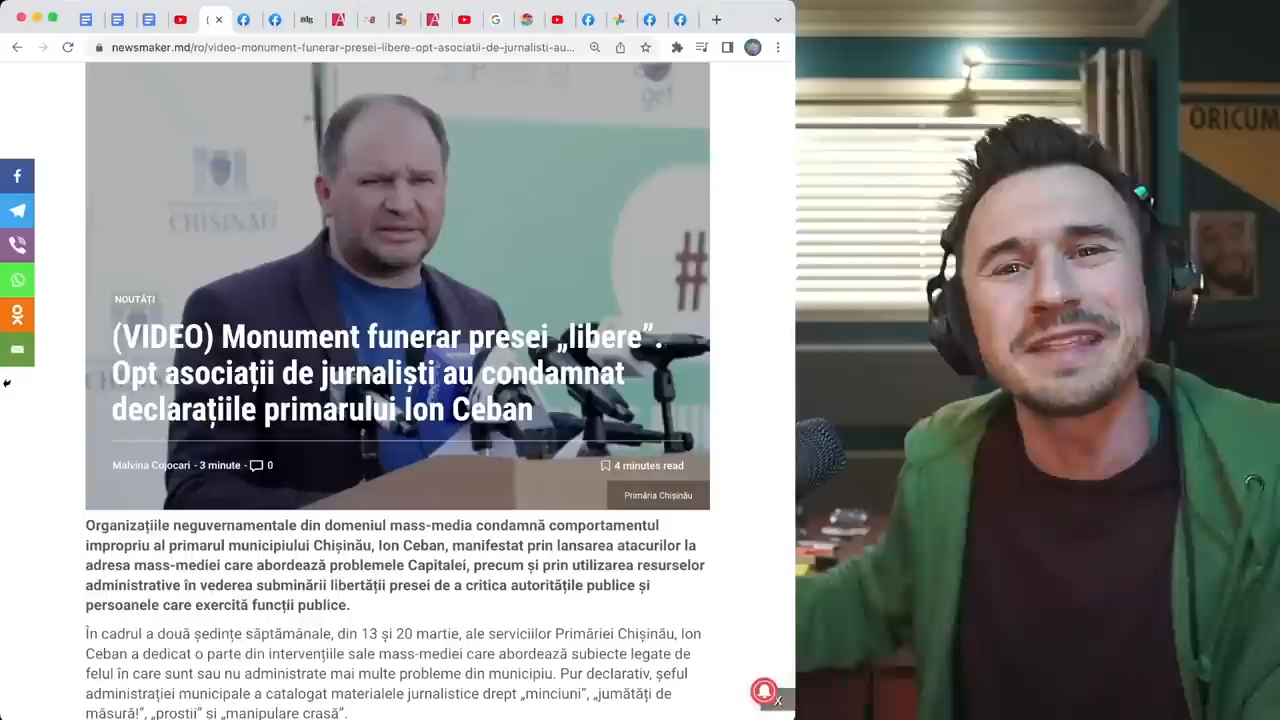 newsmaker.md/ro/video-monument-funerar-presei-libere-opt-asociatii-de-jurnalisti-au...
zdg
CHIȘINĂU
get
#
ORICUM
NOUTĂȚI
(VIDEO) Monument funerar presei „libere”.
Opt asociații de jurnaliști au condamnat
declarațiile primarului Ion Ceban
Malvina Cojocari - 3 minute - 0
4 minutes read
Primăria Chișinău
Organizațiile neguvernamentale din domeniul mass-media condamnă comportamentul
impropriu al primarul municipiului Chișinău, Ion Ceban, manifestat prin lansarea atacurilor la
adresa mass-mediei care abordează problemele Capitalei, precum și prin utilizarea resurselor
administrative în vederea subminării libertății presei de a critica autoritățile publice și
persoanele care exercită funcții publice.
În cadrul a două ședințe săptămânale, din 13 și 20 martie, ale serviciilor Primăriei Chișinău, Ion
Ceban a dedicat o parte din intervențiile sale mass-mediei care abordează subiecte legate de
felul în care sunt sau nu administrate mai multe probleme din municipiu. Pur declarativ, șeful
administrației municipale a catalogat materialele jurnalistice drept „minciuni”, „jumătăți de
măsură!”, „prostii” și „manipulare crasă”.
X